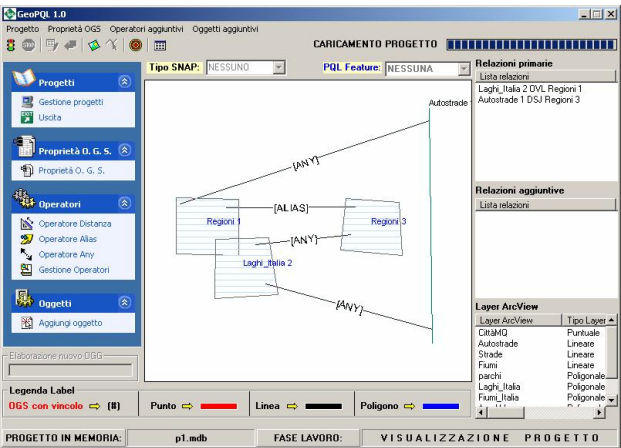 GeoPQL 1.0
Progetto Proprietà OGS Operatori aggiuntivi Oggetti aggiuntivi
CARICAMENTO PROGETTO
Tipo SNAP: NESSUNO PQL Feature: NESSUNA
Progetti
Gestione progetti
Uscita
Proprietà O. G. S.
Proprietà O. G. S.
Operatori
Operatore Distanza
Operatore Alias
Operatore Any
Gestione Operatori
Oggetti
Aggiungi oggetto
Elaborazione nuovo OGG
Autostrade
[ANY]
[ALIAS]
Regioni 1
Regioni 3
[ANY]
Laghi_Italia 2
[ANY]
Relazioni primarie
Lista relazioni
Laghi_Italia 2 OVL Regioni 1
Autostrade 1 DSJ Regioni 3
Relazioni aggiuntive
Lista relazioni
Layer ArcView
Layer ArcView Tipo Layer
CittàMQ Puntuale
Autostrade Lineare
Strade Lineare
Fiumi Lineare
parchi Poligonale
Laghi_Italia Poligonale
Fiumi_Italia Poligonale
Legenda Label
OGS con vincolo (#) Punto Linea Poligono
PROGETTO IN MEMORIA: p1.mdb FASE LAVORO: VISUALIZZAZIONE PROGETTO